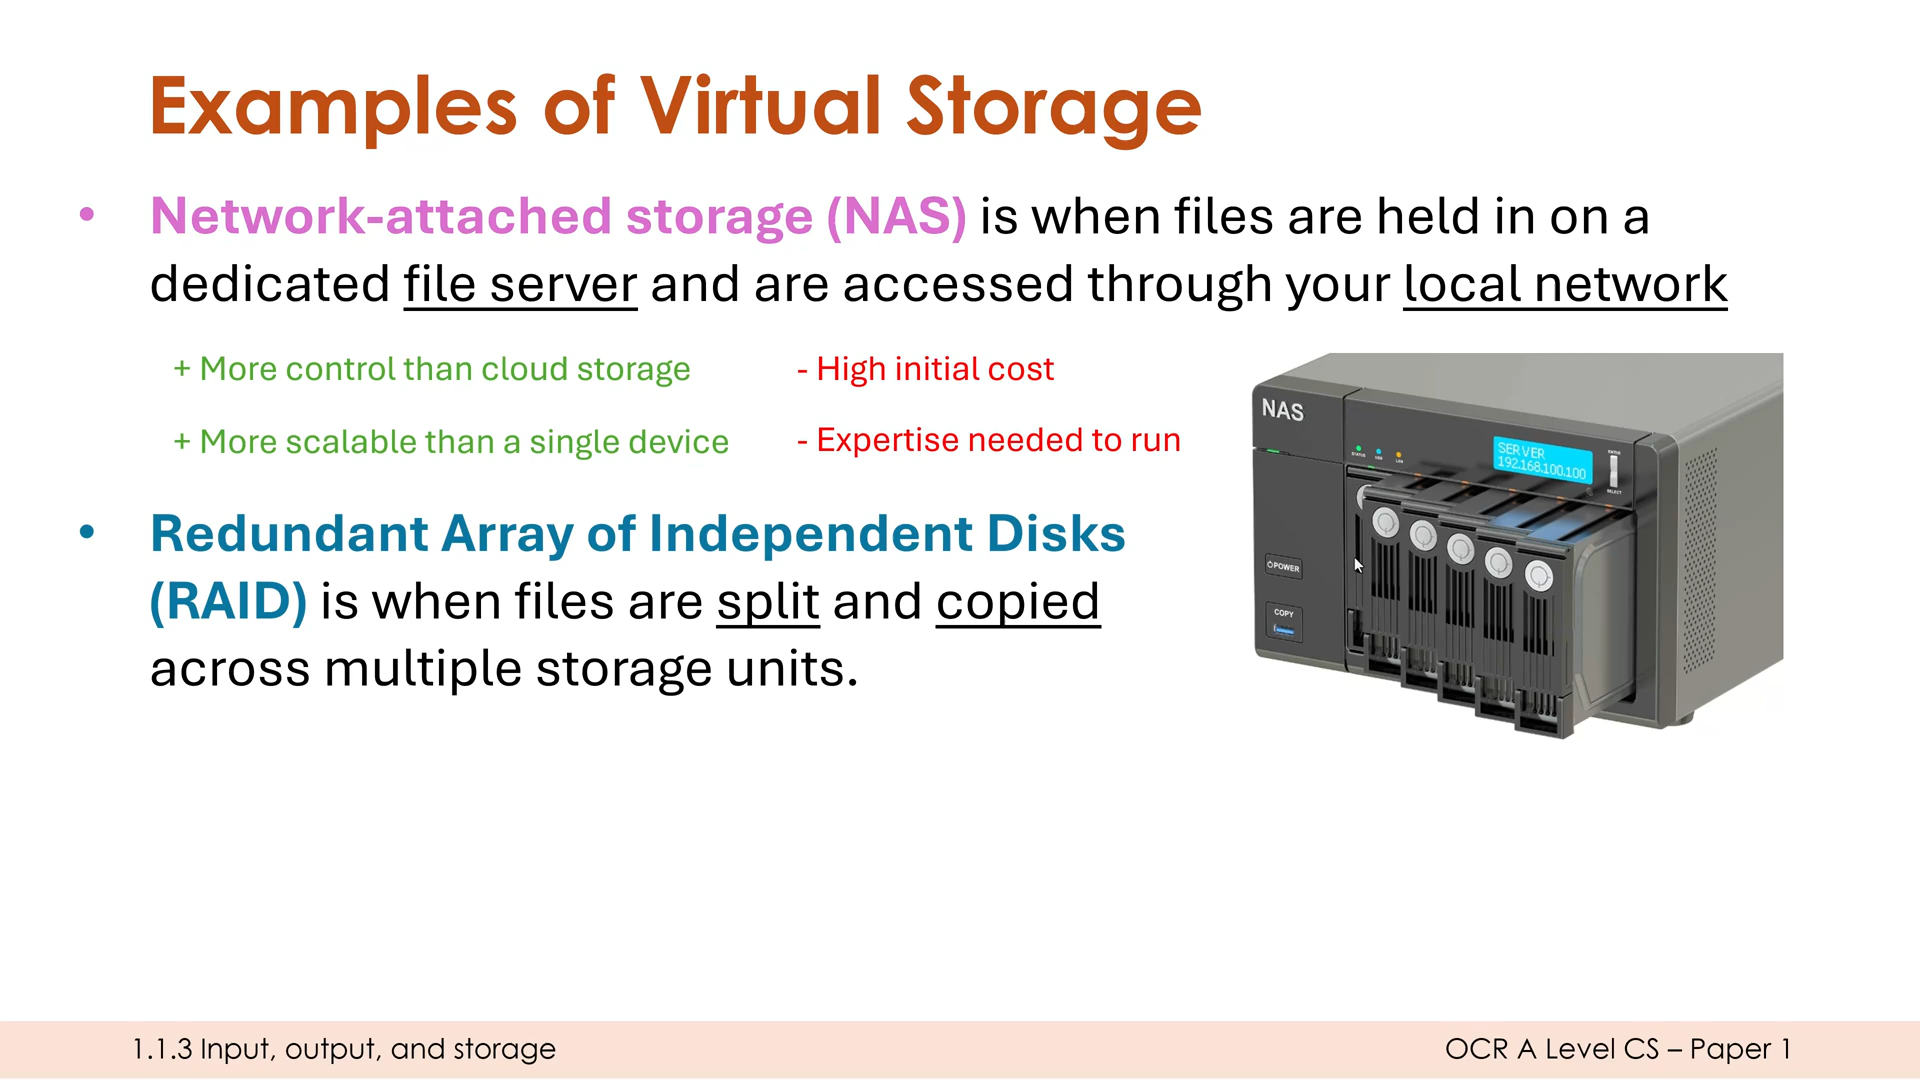 Examples of Virtual Storage
• Network-attached storage (NAS) is when files are held in on a
dedicated file server and are accessed through your local network
+ More control than cloud storage
- High initial cost
+ More scalable than a single device
- Expertise needed to run
NAS
SERVER
192.168.100.100
POWER
COPY
• Redundant Array of Independent Disks
(RAID) is when files are split and copied
across multiple storage units.
1.1.3 Input, output, and storage
OCR A Level CS – Paper 1